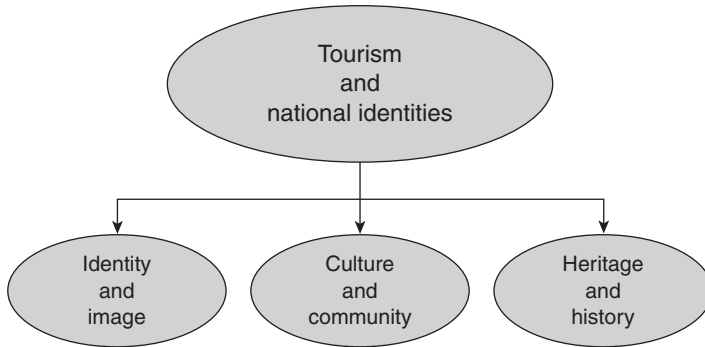 Tourism
and
national identities
Identity
and
image
Culture
and
community
Heritage
and
history